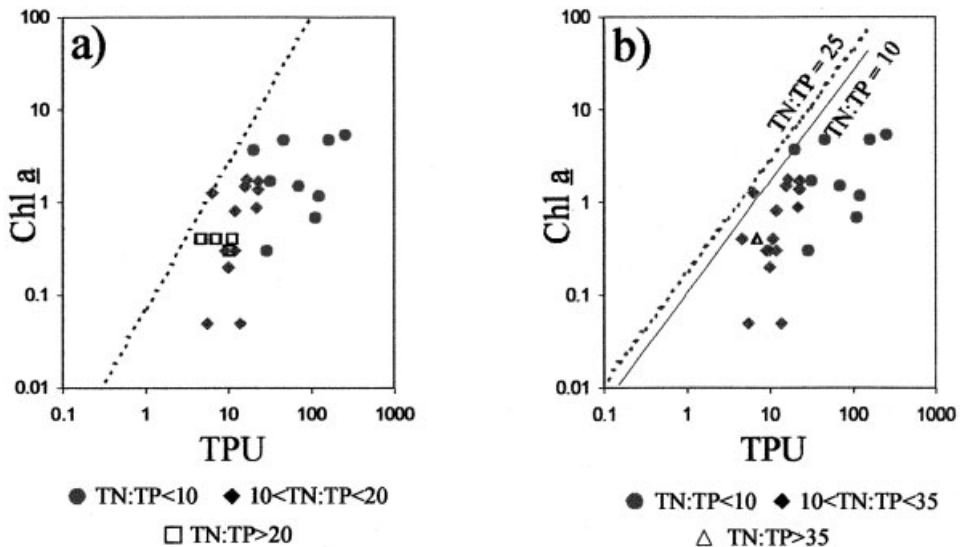 a)
100
10
1
0.1
0.01
Chl a
0.1 1 10 100 1000
TPU
TN:TP<10 10<TN:TP<20
TN:TP>20
b)
100
10
1
0.1
0.01
Chl a
TN:TP = 25
TN:TP = 10
0.1 1 10 100 1000
TPU
TN:TP<10 10<TN:TP<35
TN:TP>35